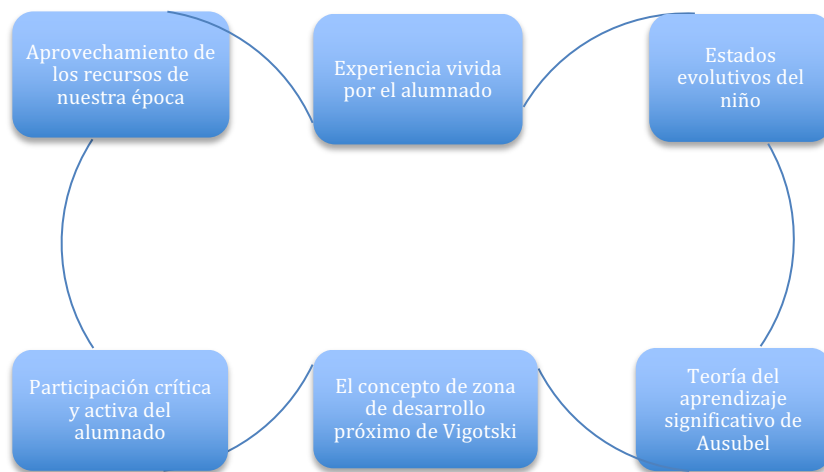 Aprovechamiento de
los recursos de
nuestra época
Experiencia vivida
por el alumnado
Estados
evolutivos del
niño
Participación crítica
y activa del
alumnado
El concepto de zona
de desarrollo
próximo de Vigotski
Teoría del
aprendizaje
significativo de
Ausubel